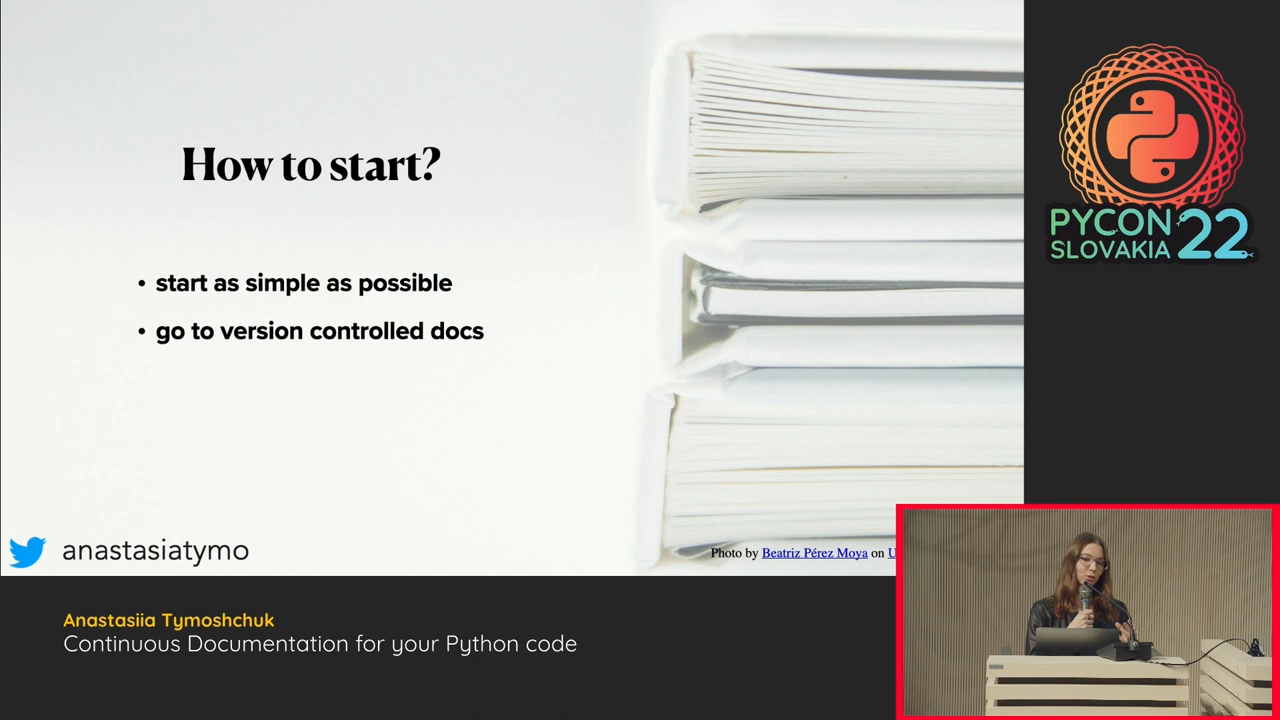 How to start?
• start as simple as possible
• go to version controlled docs
anastasiatymo
Photo by Beatriz Pérez Moya on U
PYCON
SLOVAKIA 22
Anastasiia Tymoshchuk
Continuous Documentation for your Python code